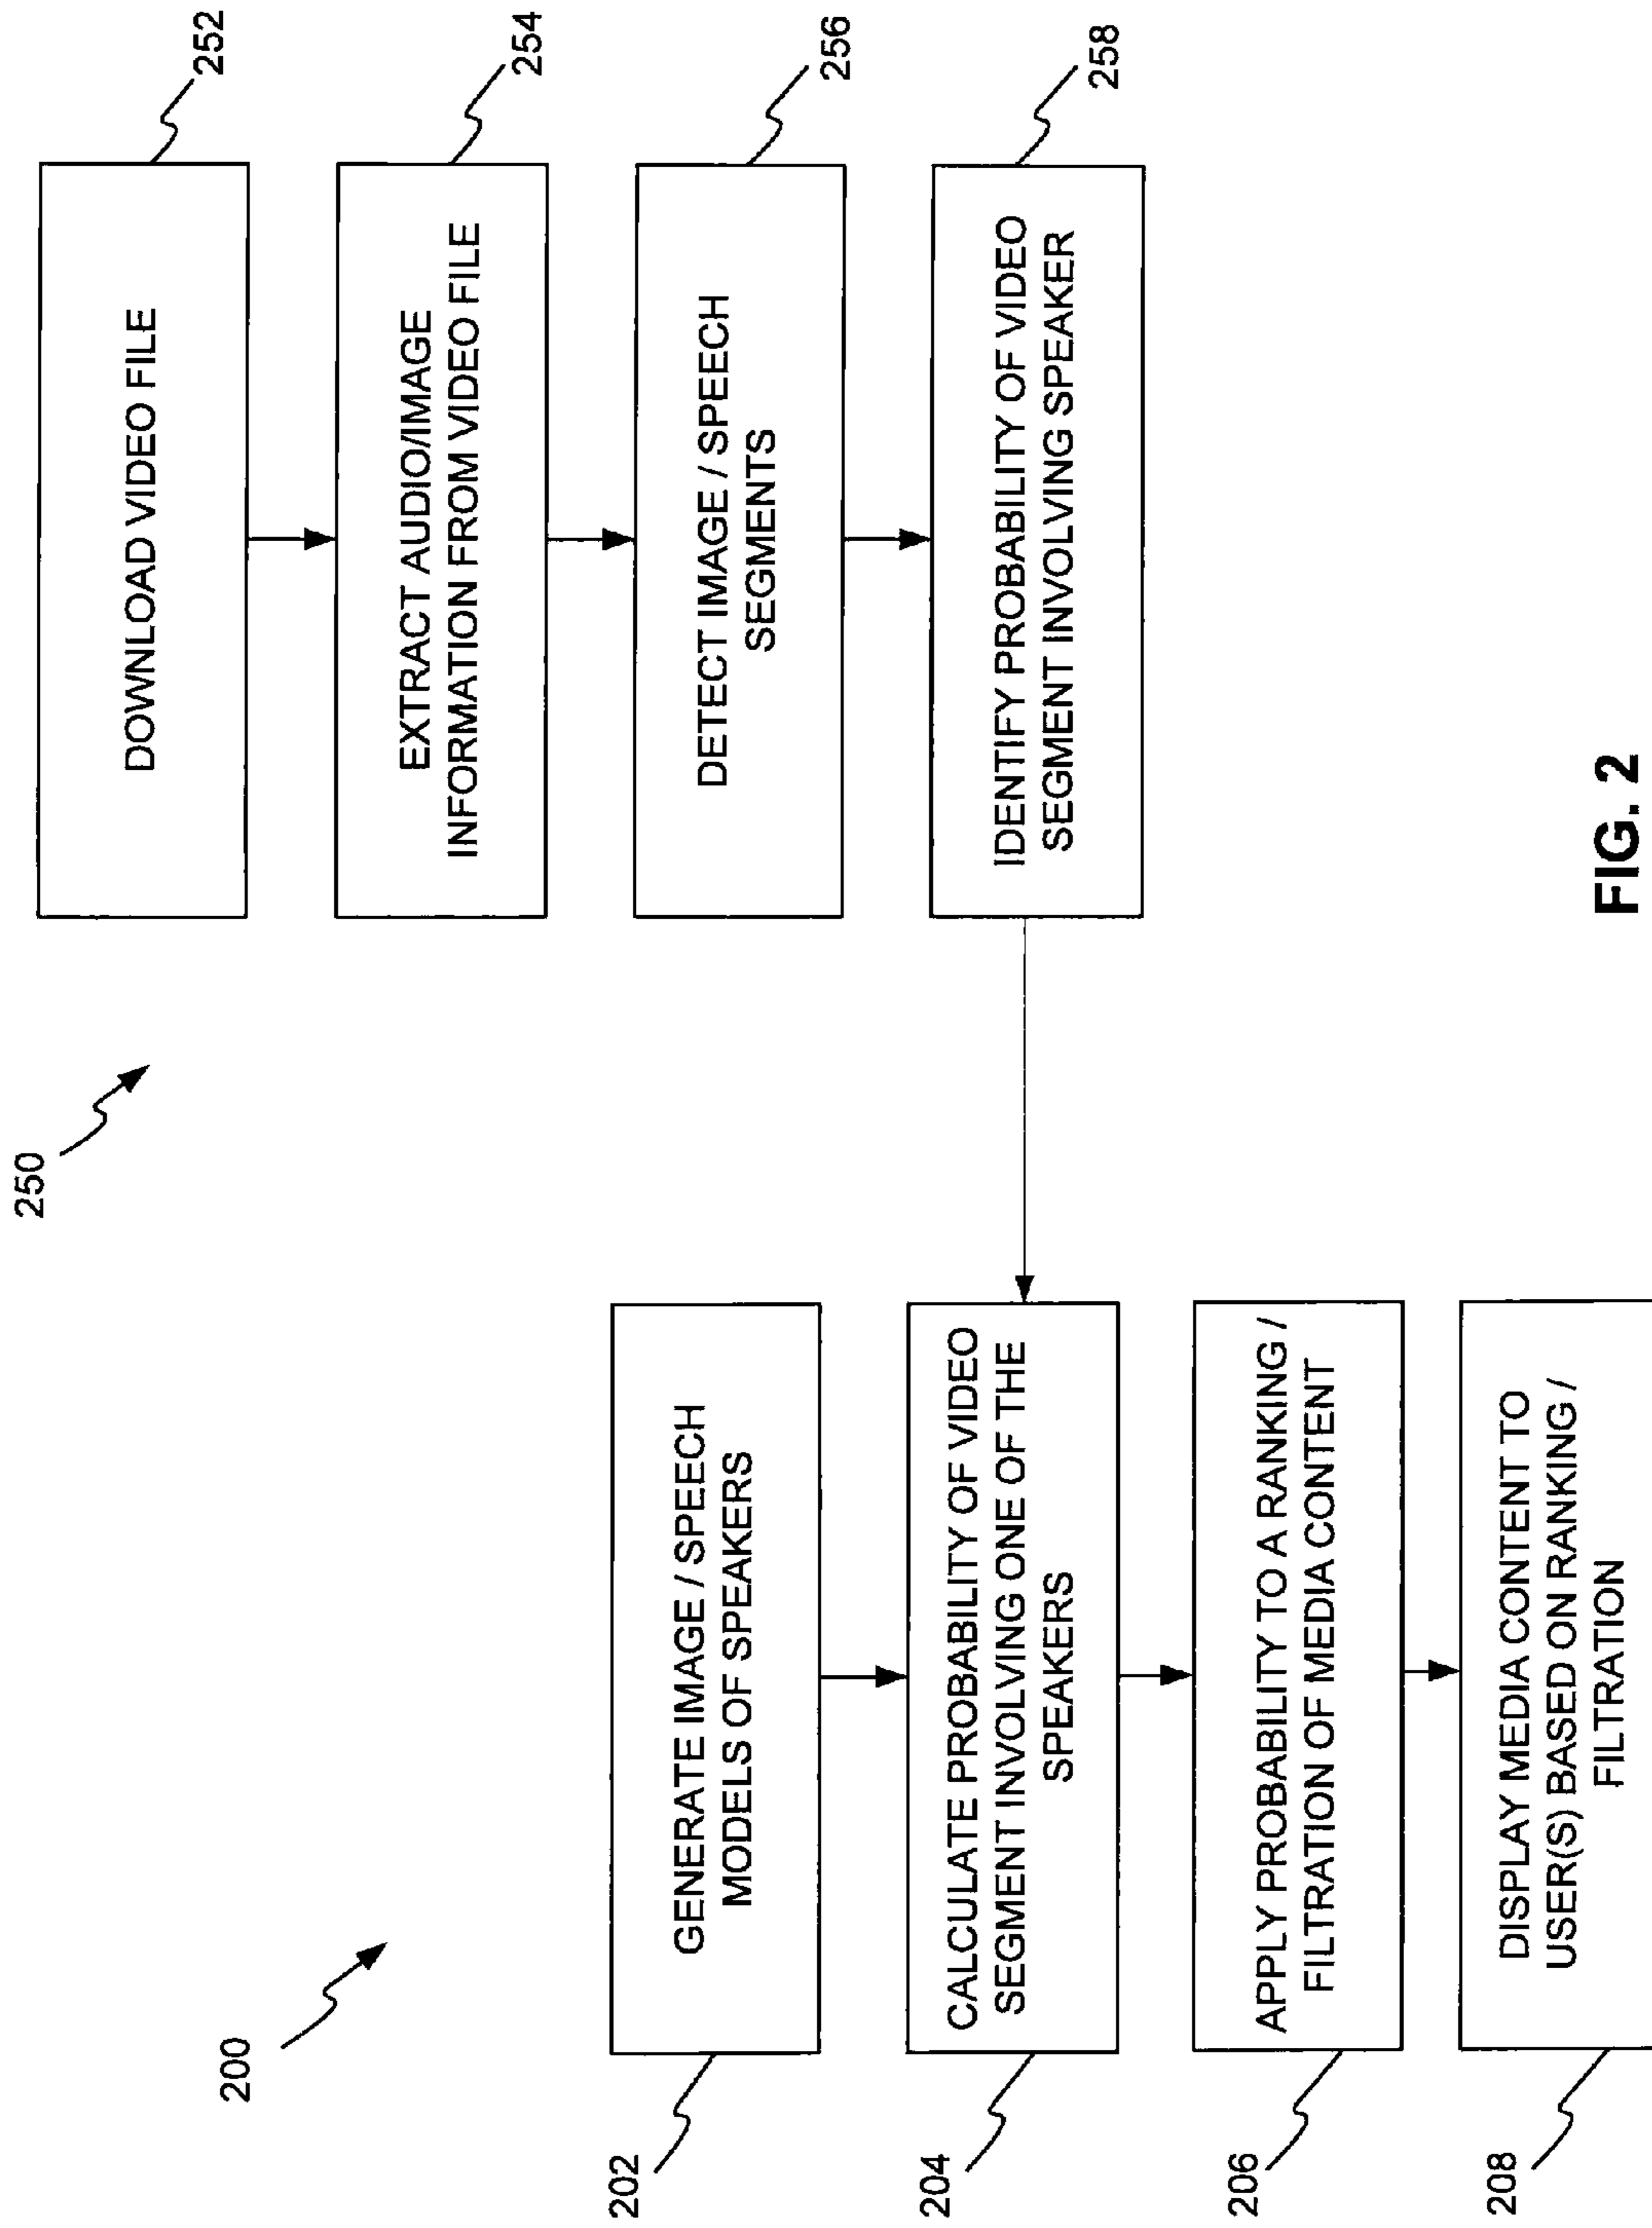 200
202
GENERATE IMAGE / SPEECH
MODELS OF SPEAKERS
204
CALCULATE PROBABILITY OF VIDEO
SEGMENT INVOLVING ONE OF THE
SPEAKERS
206
APPLY PROBABILITY TO A RANKING /
FILTRATION OF MEDIA CONTENT
208
DISPLAY MEDIA CONTENT TO
USER(S) BASED ON RANKING /
FILTRATION
250
252
DOWNLOAD VIDEO FILE
254
EXTRACT AUDIO/IMAGE
INFORMATION FROM VIDEO FILE
256
DETECT IMAGE / SPEECH
SEGMENTS
258
IDENTIFY PROBABILITY OF VIDEO
SEGMENT INVOLVING SPEAKER
FIG. 2